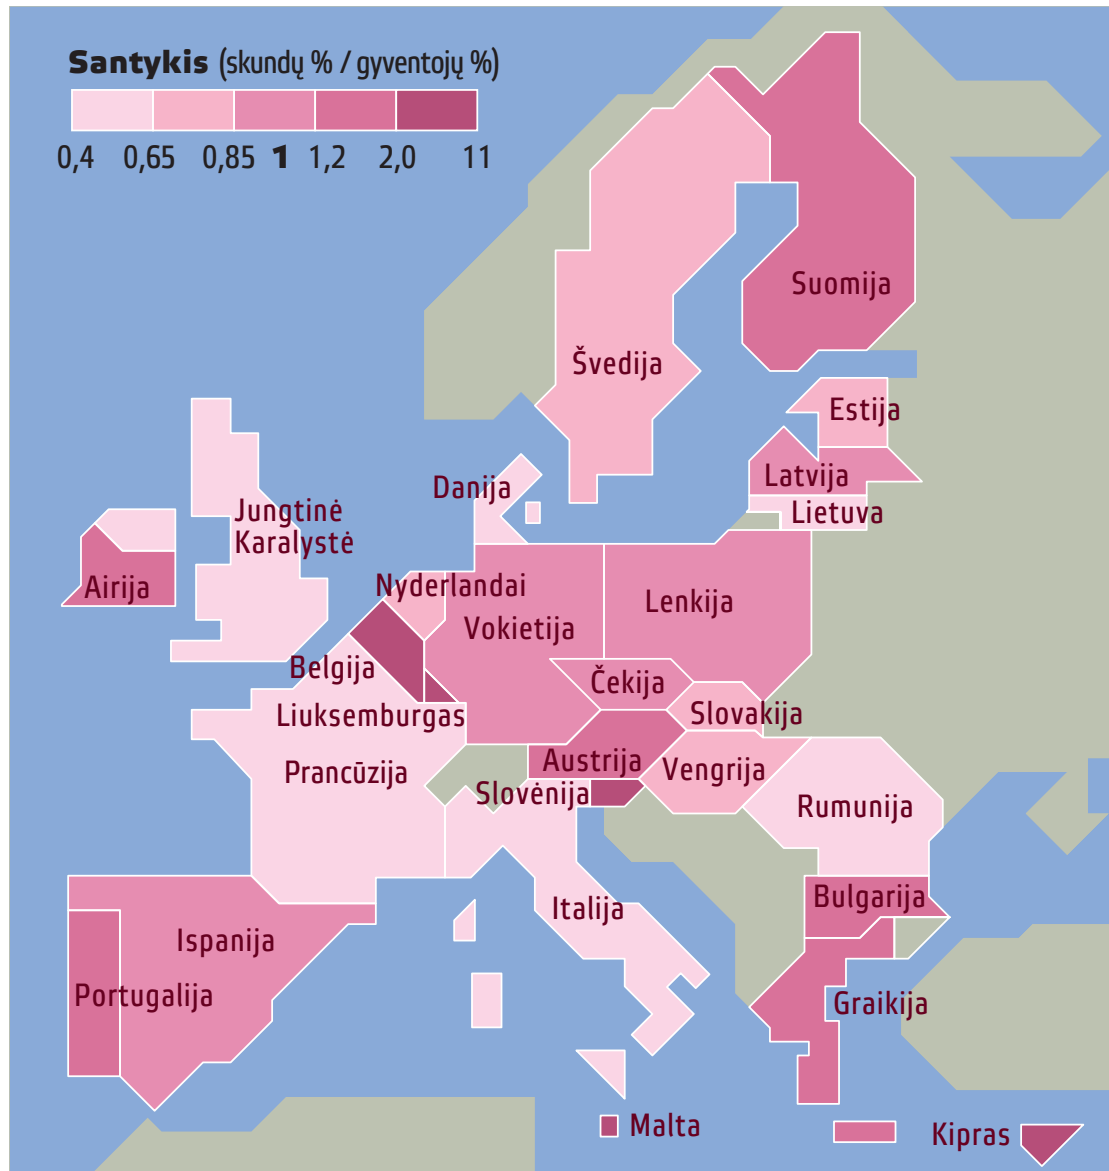 Santykis (skundų % / gyventojų %)
0,4 0,65 0,85 1 1,2 2,0 11
Suomija
Švedija
Estija
Latvija
Lietuva
Danija
Jungtinė
Karalystė
Airija
Nyderlandai
Lenkija
Vokietija
Belgija
Čekija
Liuksemburgas
Slovakija
Prancūzija
Austrija
Vengrija
Slovėnija
Rumunija
Bulgarija
Italija
Ispanija
Portugalija
Graikija
Malta
Kipras